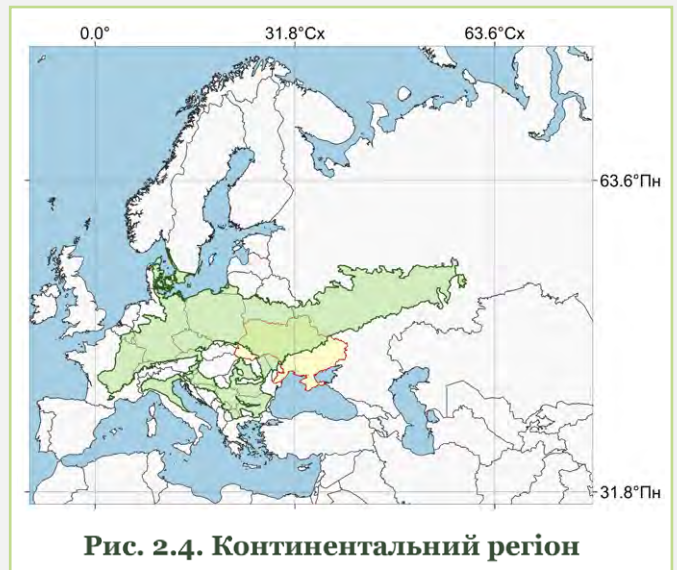 0.0° 31.8°Сх 63.6°Сх
63.6°Пн
31.8°Пн
Рис. 2.4. Континентальний регіон